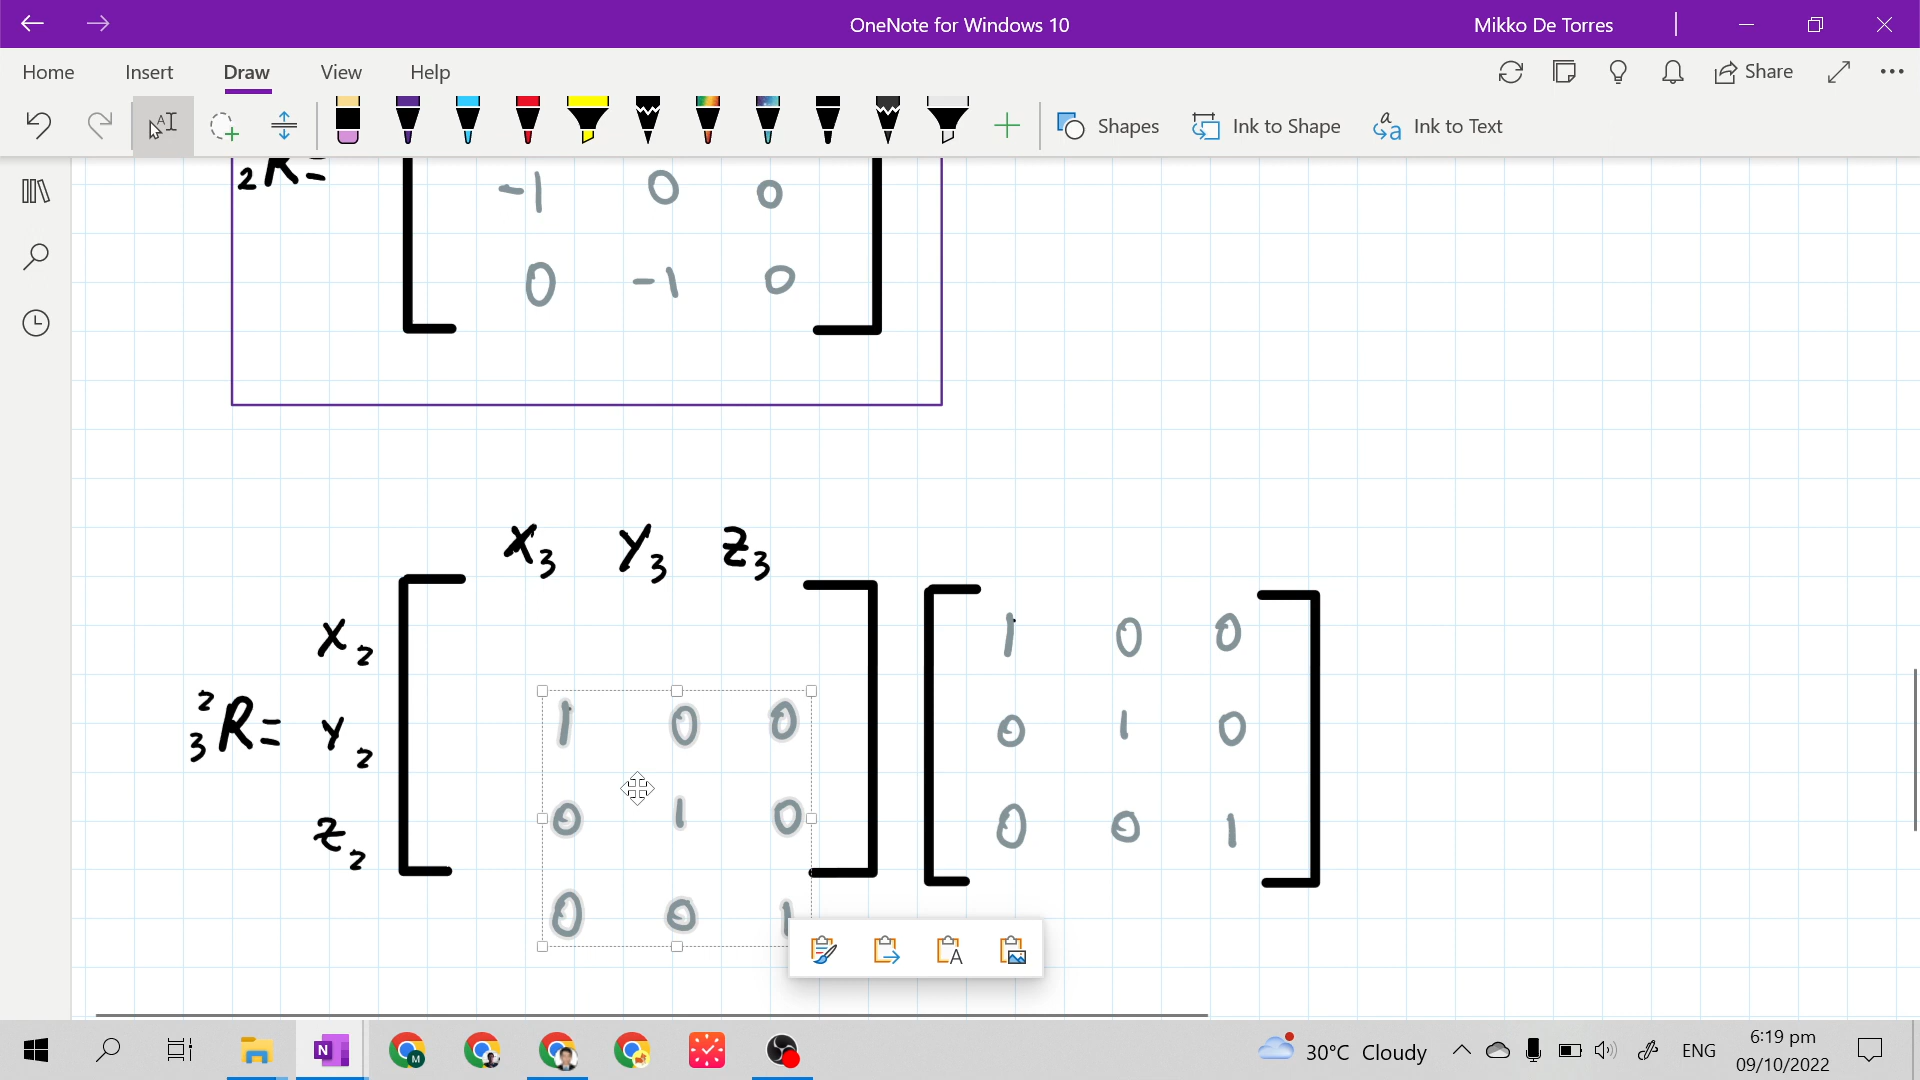 OneNote for Windows 10
Mikko De Torres
Home Insert Draw View Help
Share
Shapes Ink to Shape Ink to Text
₂R=
-1 0 0
0 -1 0
X₃ Y₃ Z₃
X₂
1 0 0
²₃R= Y₂
1 0 0
0 1 0
0 1 0
Z₂
0 0 1
0 0 1
30°C Cloudy
ENG
6:19 pm
09/10/2022